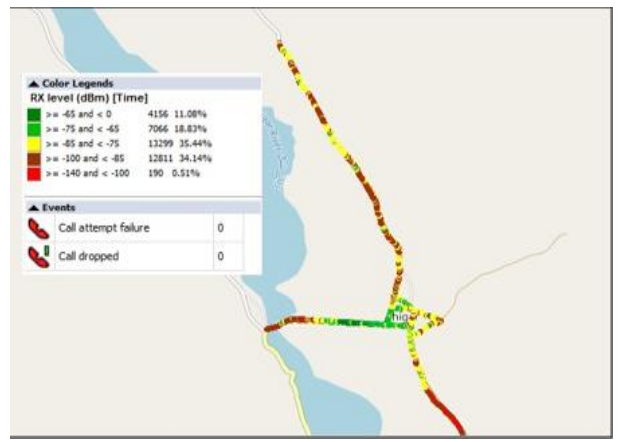 Color Legends
RX level (dBm) [Time]
>= -65 and < 0 4156 11.08%
>= -75 and < -65 7066 18.83%
>= -85 and < -75 13299 35.44%
>= -100 and < -85 12811 34.14%
>= -140 and < -100 190 0.51%
Events
Call attempt failure 0
Call dropped 0